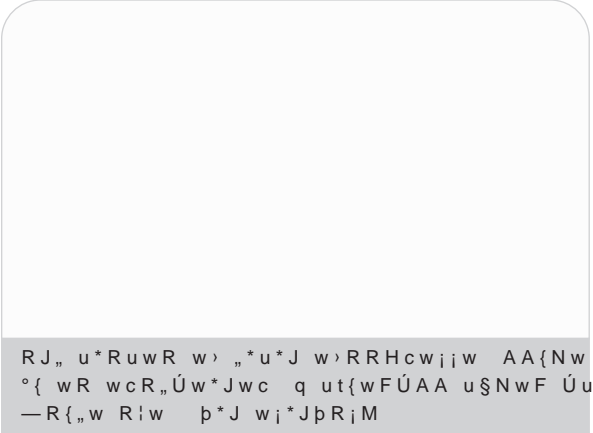 RJ„ u*RuwR w› „*u*J w›RRHcw¡¡w AA{Nw
°{ wR wcR„Úw*Jwc q ut{wFÚAA u§NwF Úu
—R{„w R¦w þ*J w¡*JþR¡M